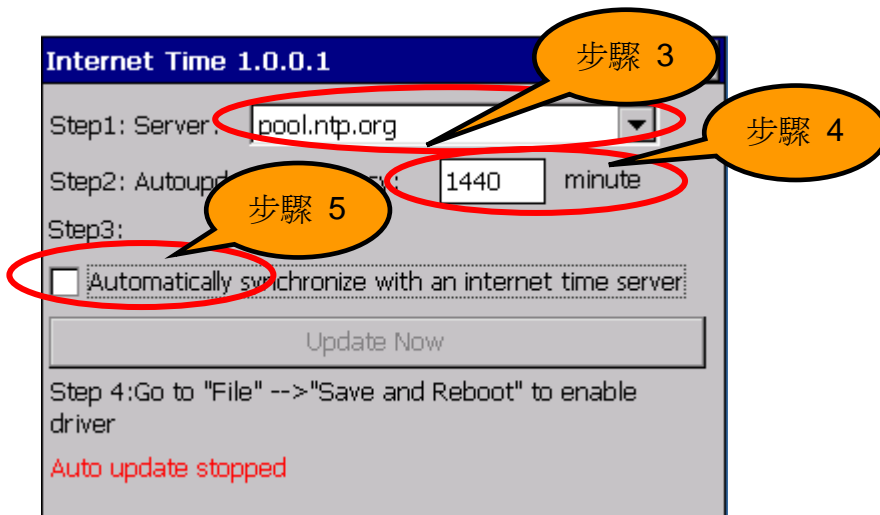 Internet Time 1.0.0.1
步驟 3
Step1: Server:
pool.ntp.org
步驟 4
Step2: Autoupd
1440
minute
步驟 5
Step3:
Automatically synchronize with an internet time server
Update Now
Step 4:Go to "File" -->"Save and Reboot" to enable
driver
Auto update stopped